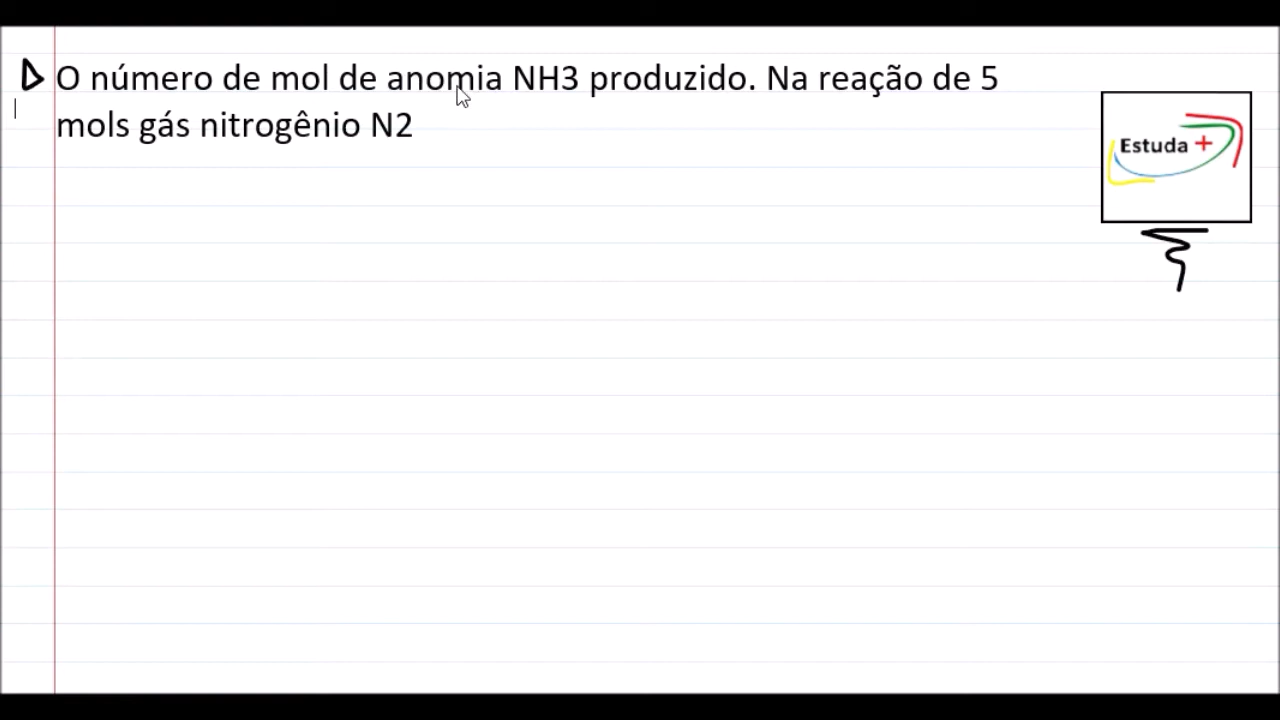 O número de mol de anomia NH3 produzido. Na reação de 5
mols gás nitrogênio N2
Estuda +